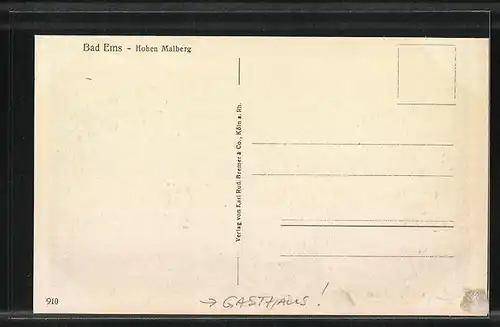 Bad Ems - Hohen Malberg
Verlag von Karl Rud. Bremer & Co., Köln a. Rh.
910
→ GASTHAUS!